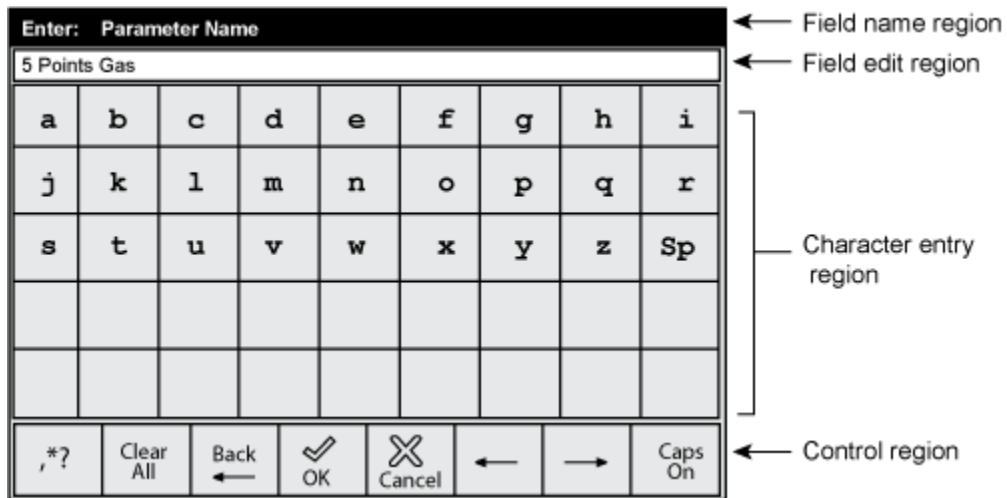 Enter: Parameter Name
Field name region
5 Points Gas
Field edit region
a b c d e f g h i
j k l m n o p q r
s t u v w x y z Sp
Character entry
region
,*? Clear All Back OK Cancel Caps On
Control region